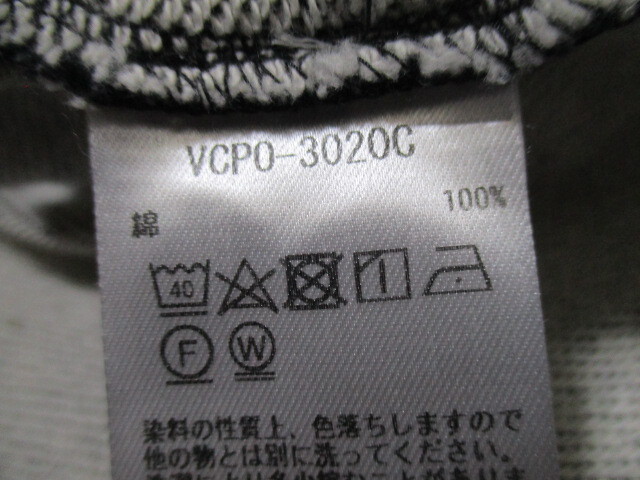 VCPO-3020C
綿 100%
40
F W
染料の性質上、色落ちしますので
他の物とは別に洗ってください。